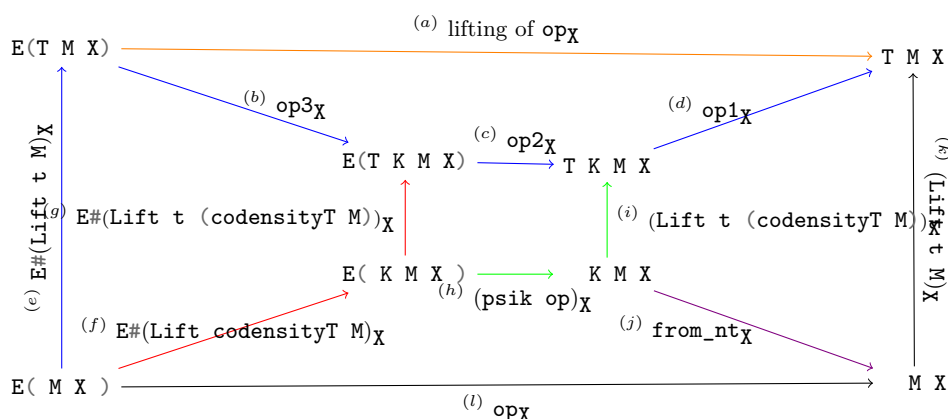 (a) lifting of opX
E(T M X)
T M X
(b) op3X
(c) op2X
(d) op1X
E(T K M X)
T K M X
(e) E#(Lift t M)X
(g) E#(Lift t (codensityT M))X
(i) (Lift t (codensityT M))X
(k) (Lift t M)X
E( K M X )
K M X
(h) (psik op)X
(f) E#(Lift codensityT M)X
(j) from_ntX
E( M X )
M X
(l) opX